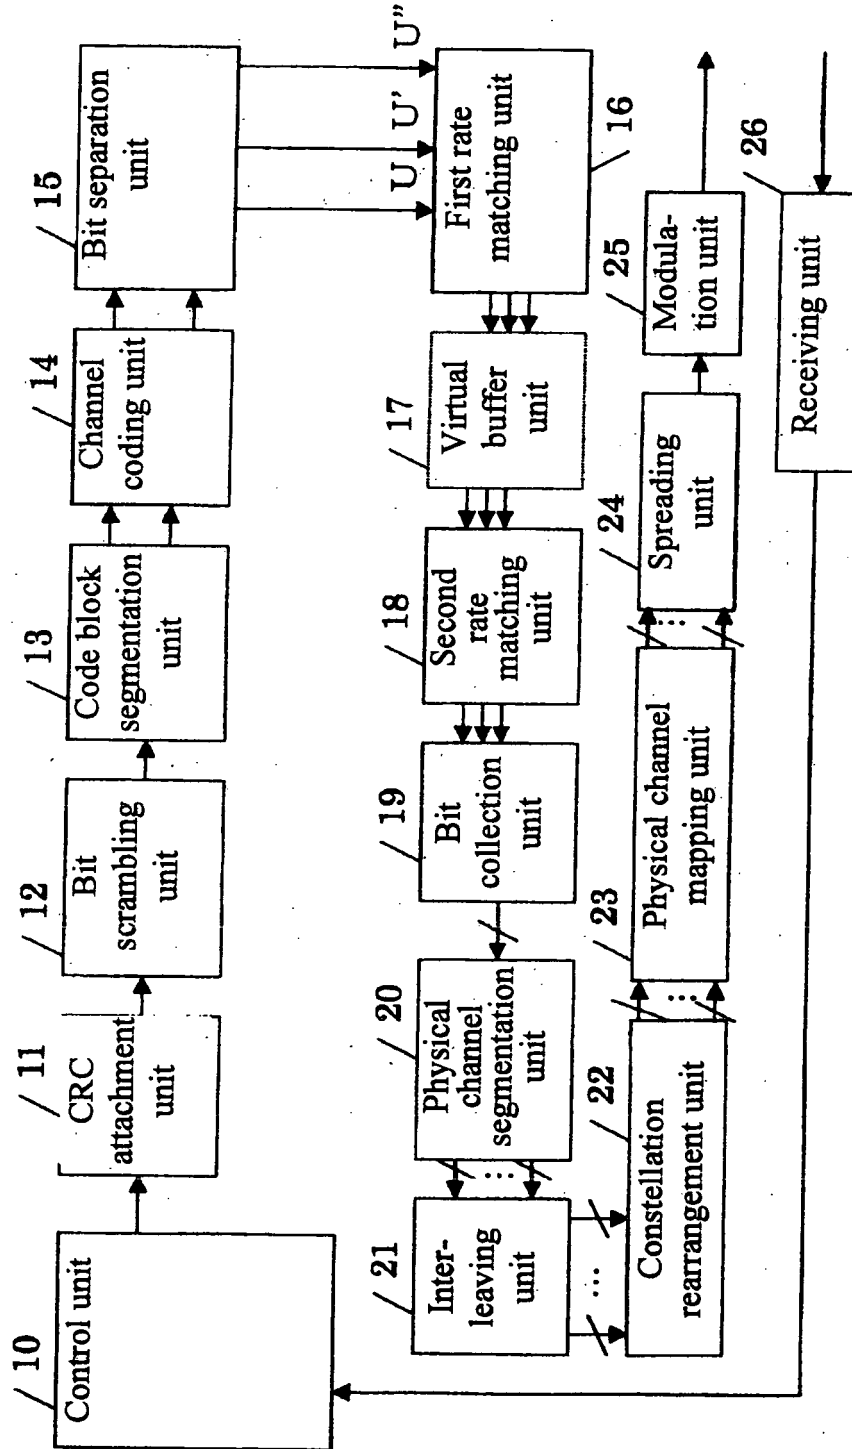 10
Control unit
11
CRC
attachment
unit
12
Bit
scrambling
unit
13
Code block
segmentation
unit
14
Channel
coding unit
15
Bit separation
unit
U
U'
U"
First rate
matching unit
16
17
Virtual
buffer
unit
18
Second
rate
matching
unit
19
Bit
collection
unit
20
Physical
channel
segmentation
unit
21
Inter-
leaving
unit
22
Constellation
rearrangement unit
...
...
...
...
23
Physical channel
mapping unit
24
Spreading
unit
25
Modula-
tion unit
26
Receiving unit